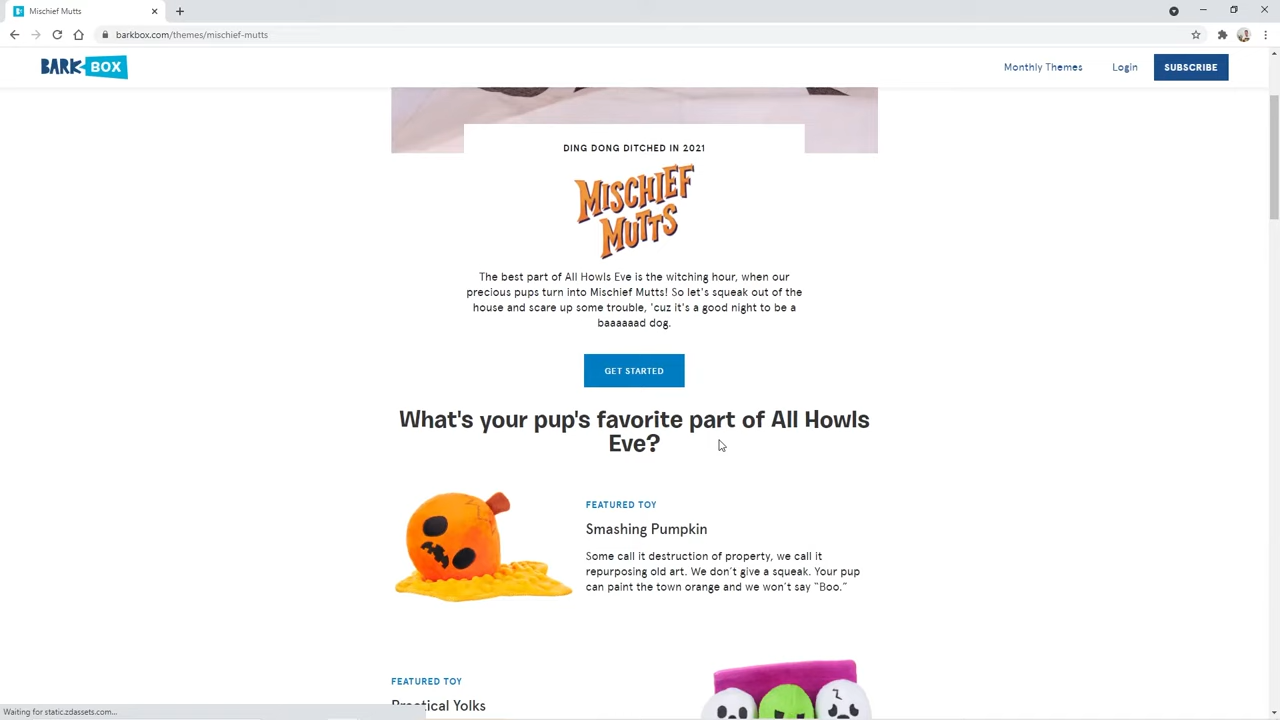 Mischief Mutts
barkbox.com/themes/mischief-mutts
BARK BOX
Monthly Themes
Login
SUBSCRIBE
DING DONG DITCHED IN 2021
MISCHIEF
MUTTS
The best part of All Howls Eve is the witching hour, when our
precious pups turn into Mischief Mutts! So let's squeak out of the
house and scare up some trouble, 'cuz it's a good night to be a
baaaaaad dog.
GET STARTED
What's your pup's favorite part of All Howls
Eve?
FEATURED TOY
Smashing Pumpkin
Some call it destruction of property, we call it
repurposing old art. We don’t give a squeak. Your pup
can paint the town orange and we won’t say “Boo.”
FEATURED TOY
Practical Yolks
Waiting for static.zdassets.com...